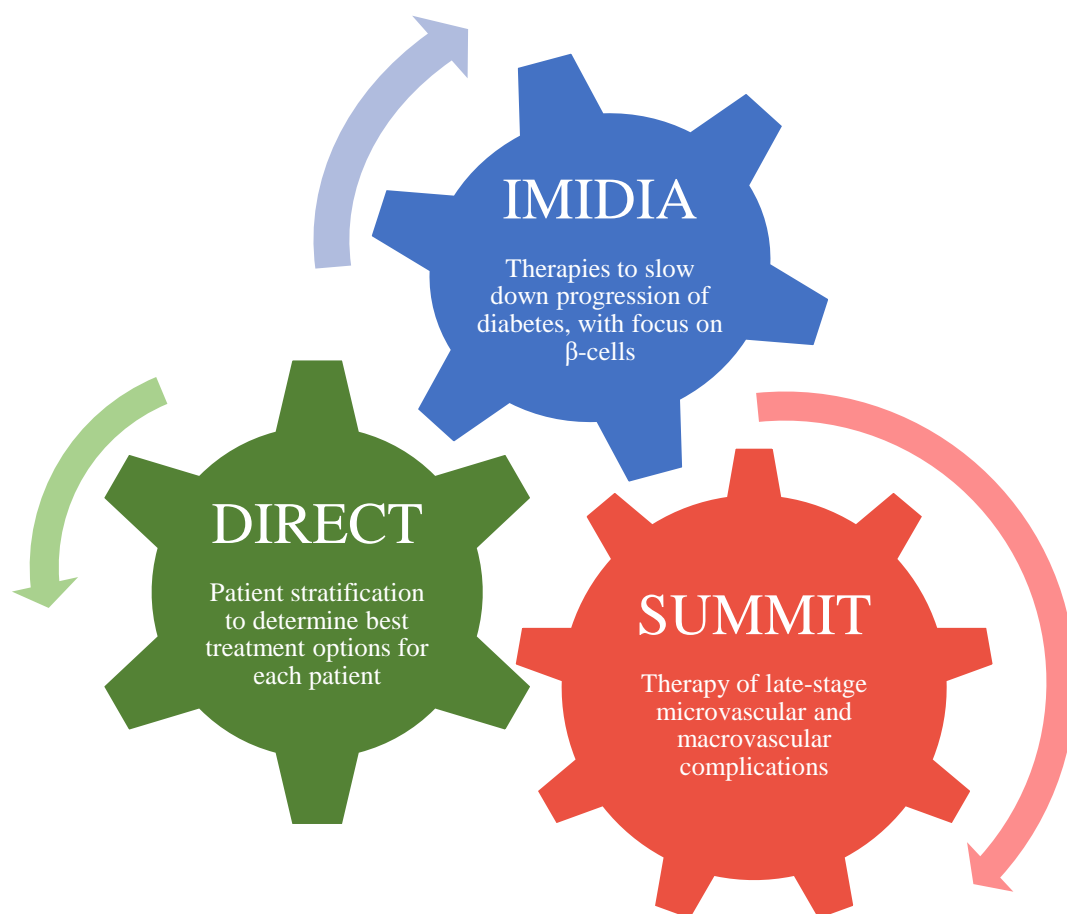 IMIDIA
Therapies to slow
down progression of
diabetes, with focus on
β-cells
DIRECT
Patient stratification
to determine best
treatment options for
each patient
SUMMIT
Therapy of late-stage
microvascular and
macrovascular
complications